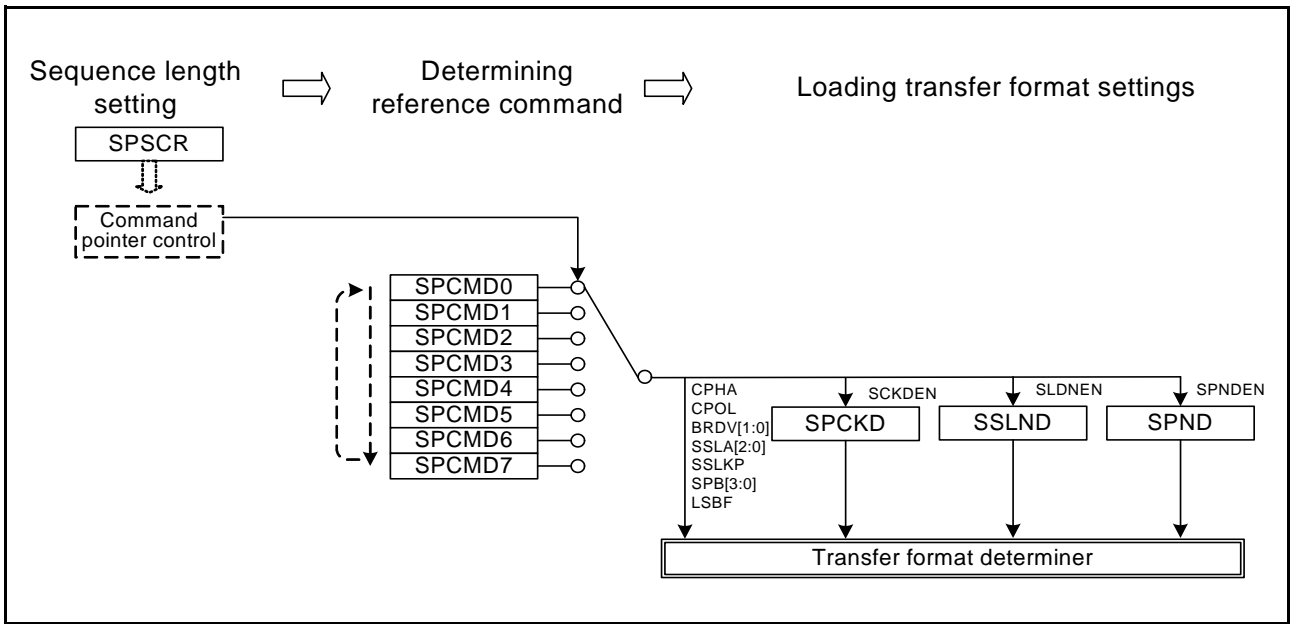 Sequence length
setting
Determining
reference command
Loading transfer format settings
SPSCR
Command
pointer control
SPCMD0
SPCMD1
SPCMD2
SPCMD3
SPCMD4
SPCMD5
SPCMD6
SPCMD7
CPHA
CPOL
BRDV[1:0]
SSLA[2:0]
SSLKP
SPB[3:0]
LSBF
SCKDEN
SPCKD
SLDNEN
SSLND
SPNDEN
SPND
Transfer format determiner